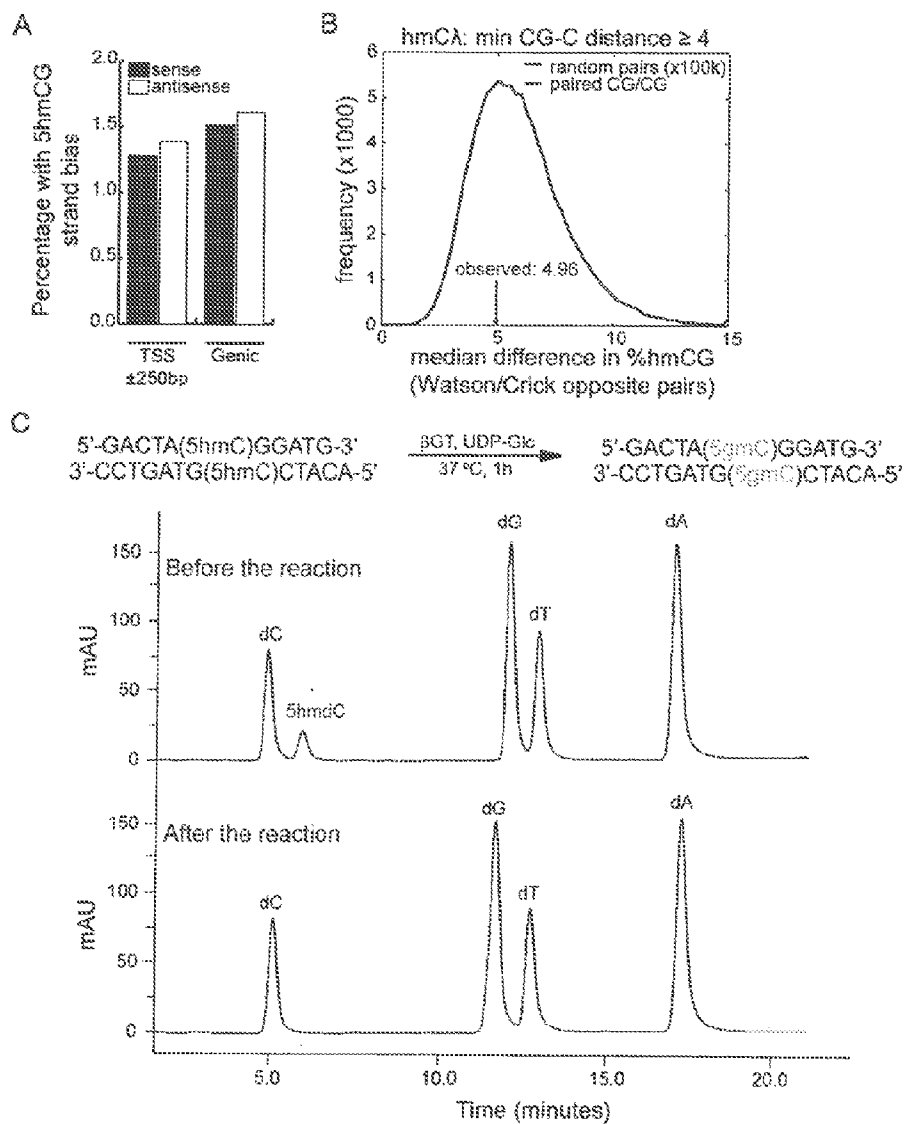 A
Percentage with 5hmCG
strand bias
2.0
1.5
1.0
0.5
0.0
sense
antisense
TSS
±250bp
Genic
B
hmCλ: min CG-C distance ≥ 4
random pairs (x100k)
paired CG/CG
frequency (x1000)
6
5
4
3
2
1
0
observed: 4.96
0 5 10 15
median difference in %hmCG
(Watson/Crick opposite pairs)
C
5'-GACTA(5hmC)GGATG-3'
3'-CCTGATG(5hmC)CTACA-5'
βGT, UDP-Glc
37 ºC, 1h
5'-GACTA(5gmC)GGATG-3'
3'-CCTGATG(5gmC)CTACA-5'
Before the reaction
mAU
150
100
50
0
dC
5hmdC
dG
dT
dA
After the reaction
mAU
150
100
50
0
dC
dG
dT
dA
5.0 10.0 15.0 20.0
Time (minutes)